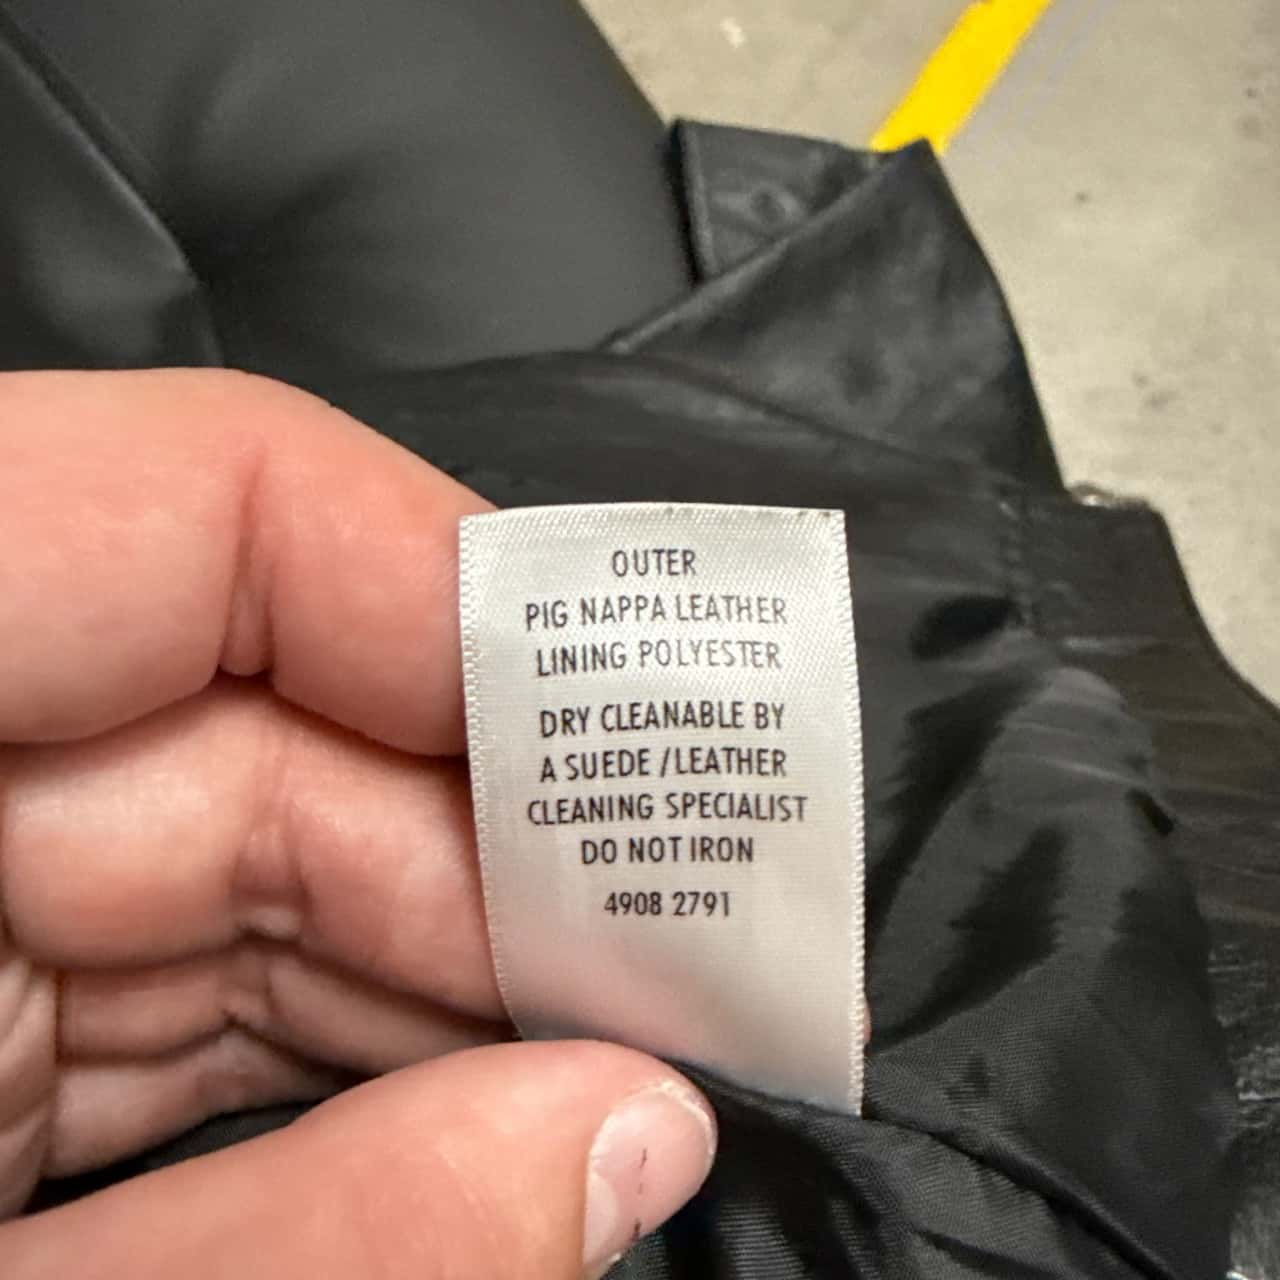 OUTER
PIG NAPPA LEATHER
LINING POLYESTER
DRY CLEANABLE BY
A SUEDE /LEATHER
CLEANING SPECIALIST
DO NOT IRON
4908 2791